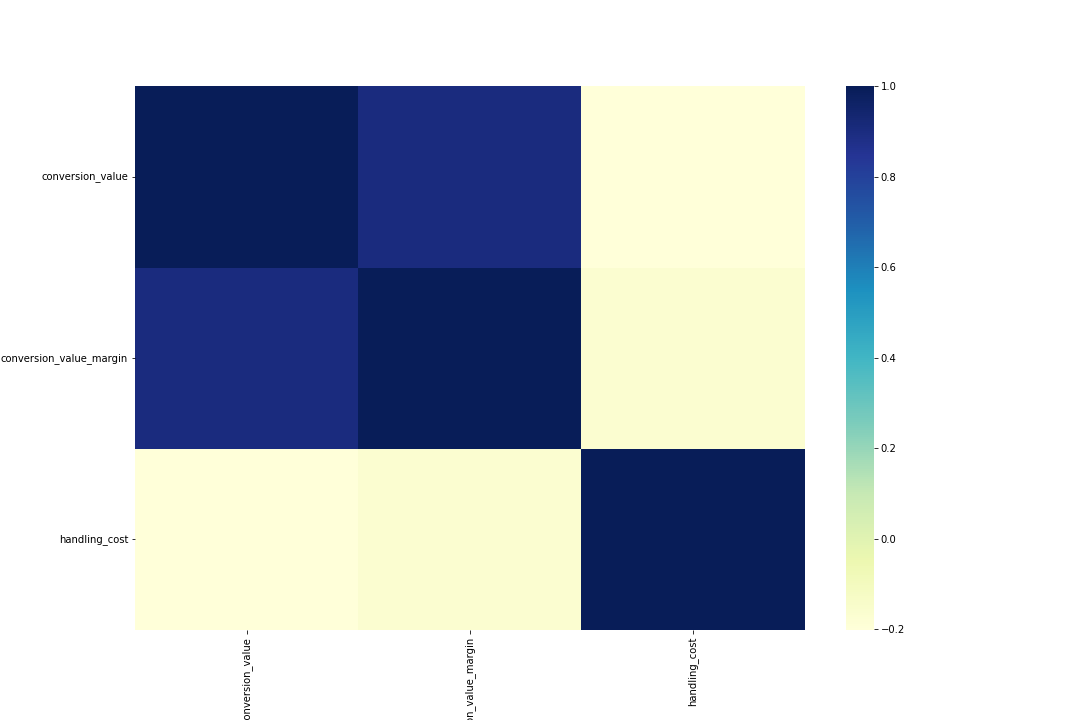 conversion_value
conversion_value_margin
handling_cost
onversion_value
on_value_margin
handling_cost
1.0
0.8
0.6
0.4
0.2
0.0
−0.2